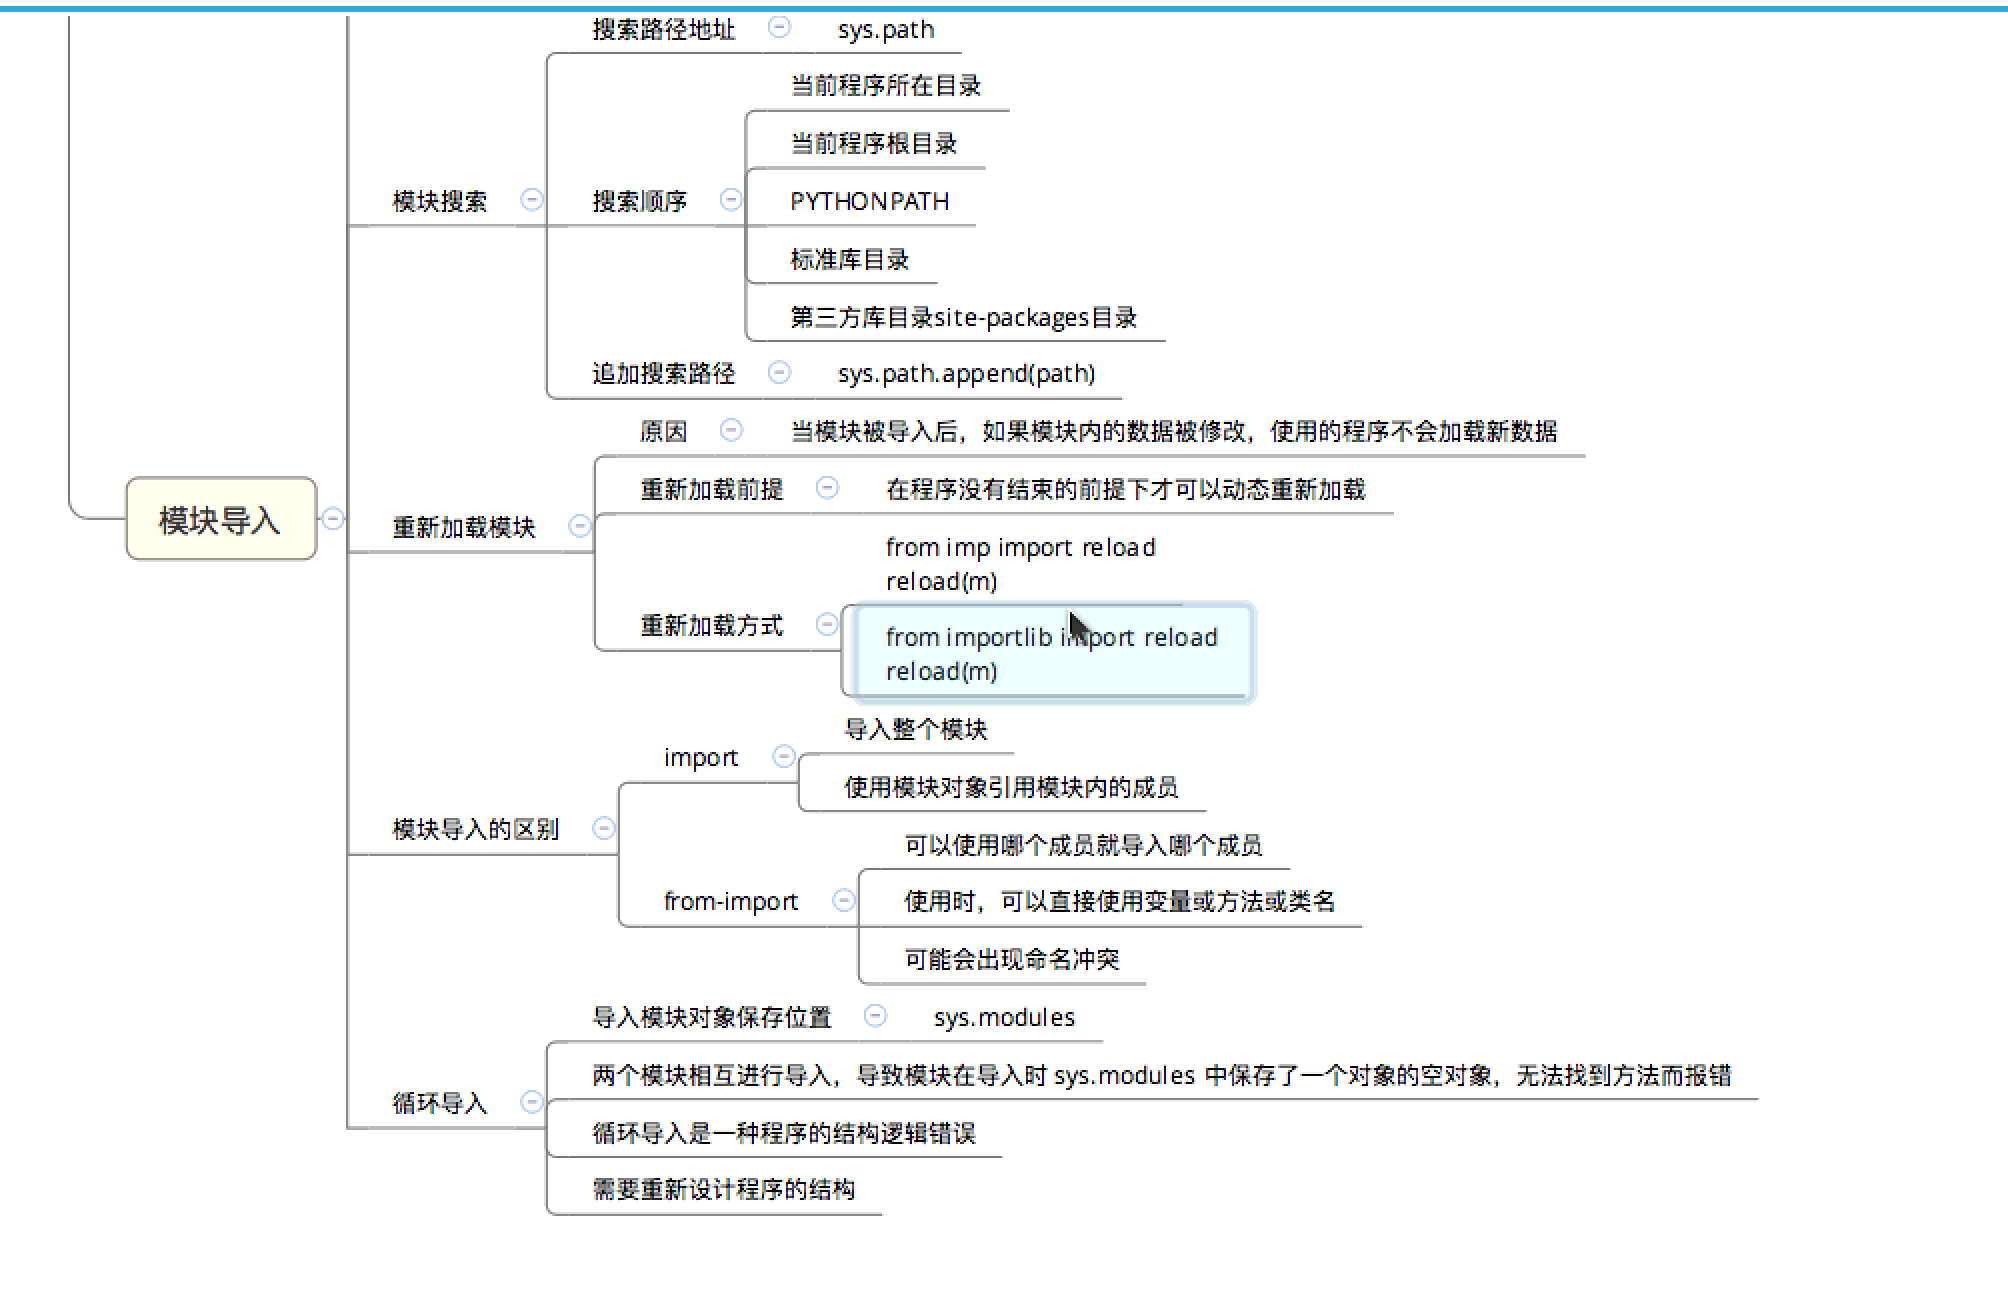 搜索路径地址
sys.path
当前程序所在目录
当前程序根目录
模块搜索
搜索顺序
PYTHONPATH
标准库目录
第三方库目录site-packages目录
追加搜索路径
sys.path.append(path)
原因
当模块被导入后，如果模块内的数据被修改，使用的程序不会加载新数据
重新加载前提
在程序没有结束的前提下才可以动态重新加载
模块导入
重新加载模块
from imp import reload
reload(m)
重新加载方式
from importlib import reload
reload(m)
导入整个模块
import
使用模块对象引用模块内的成员
模块导入的区别
可以使用哪个成员就导入哪个成员
from-import
使用时，可以直接使用变量或方法或类名
可能会出现命名冲突
导入模块对象保存位置
sys.modules
两个模块相互进行导入，导致模块在导入时 sys.modules 中保存了一个对象的空对象，无法找到方法而报错
循环导入
循环导入是一种程序的结构逻辑错误
需要重新设计程序的结构